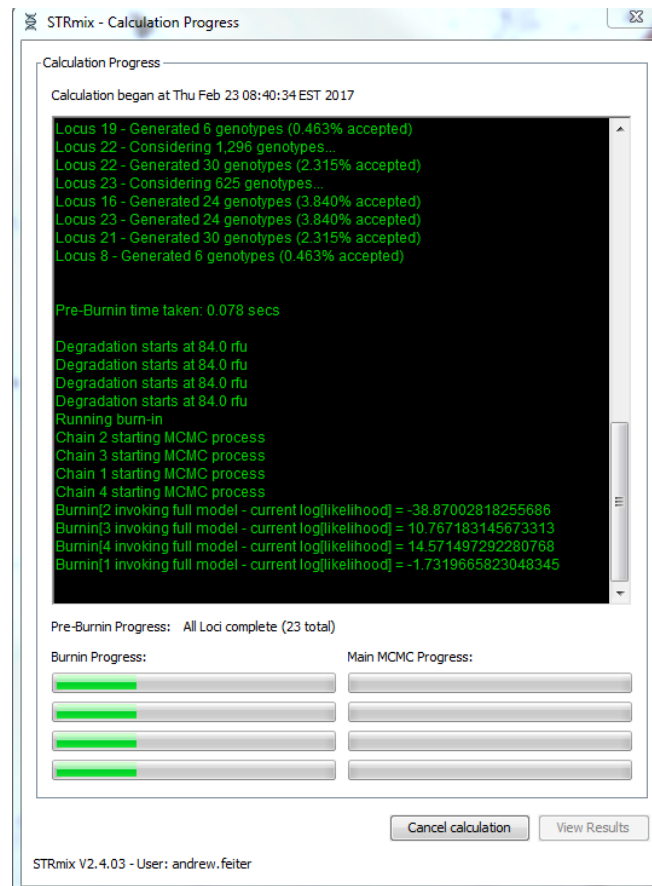 STRmix - Calculation Progress
Calculation Progress
Calculation began at Thu Feb 23 08:40:34 EST 2017
Locus 19 - Generated 6 genotypes (0.463% accepted)
Locus 22 - Considering 1,296 genotypes...
Locus 22 - Generated 30 genotypes (2.315% accepted)
Locus 23 - Considering 625 genotypes...
Locus 16 - Generated 24 genotypes (3.840% accepted)
Locus 23 - Generated 24 genotypes (3.840% accepted)
Locus 21 - Generated 30 genotypes (2.315% accepted)
Locus 8 - Generated 6 genotypes (0.463% accepted)
Pre-Burnin time taken: 0.078 secs
Degradation starts at 84.0 rfu
Degradation starts at 84.0 rfu
Degradation starts at 84.0 rfu
Degradation starts at 84.0 rfu
Running burn-in
Chain 2 starting MCMC process
Chain 3 starting MCMC process
Chain 1 starting MCMC process
Chain 4 starting MCMC process
Burnin[2 invoking full model - current log[likelihood] = -38.87002818255686
Burnin[3 invoking full model - current log[likelihood] = 10.767183145673313
Burnin[4 invoking full model - current log[likelihood] = 14.571497292280768
Burnin[1 invoking full model - current log[likelihood] = -1.7319665823048345
Pre-Burnin Progress: All Loci complete (23 total)
Burnin Progress: Main MCMC Progress:
Cancel calculation View Results
STRmix V2.4.03 - User: andrew.feiter